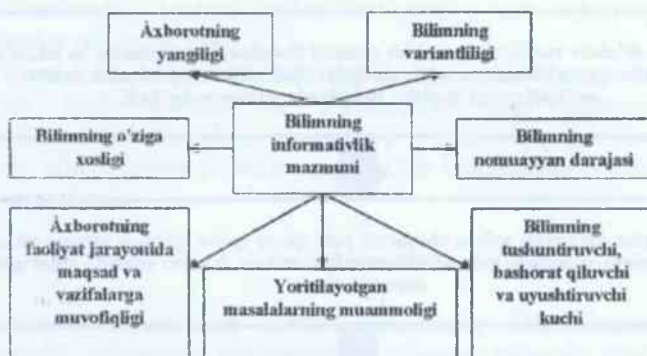 Axborotning
yangiligi
Bilimning
variantliligi
Bilimning o'ziga
xosligi
Bilimning
informativlik
mazmuni
Bilimning
nomuayyan darajasi
Axborotning
faoliyat jarayonida
maqsad va
vazifalarga
muvofiqligi
Yoritilayotgan
masalalarning muammoligi
Bilimning
tushuntiruvchi,
bashorat qiluvchi
va uyushtiruvchi
kuchi